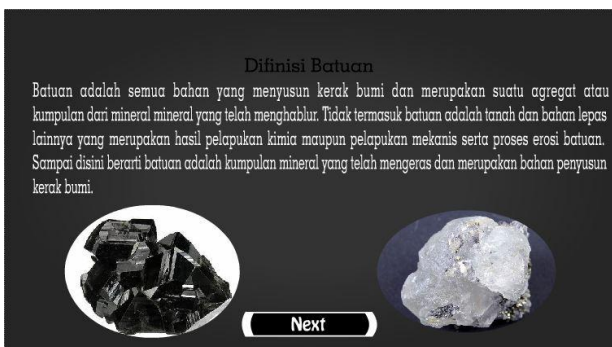 Difinisi Batuan
Batuan adalah semua bahan yang menyusun kerak bumi dan merupakan suatu agregat atau
kumpulan dari mineral mineral yang telah menghablur. Tidak termasuk batuan adalah tanah dan bahan lepas
lainnya yang merupakan hasil pelapukan kimia maupun pelapukan mekanis serta proses erosi batuan.
Sampai disini berarti batuan adalah kumpulan mineral yang telah mengeras dan merupakan bahan penyusun
kerak bumi.
Next